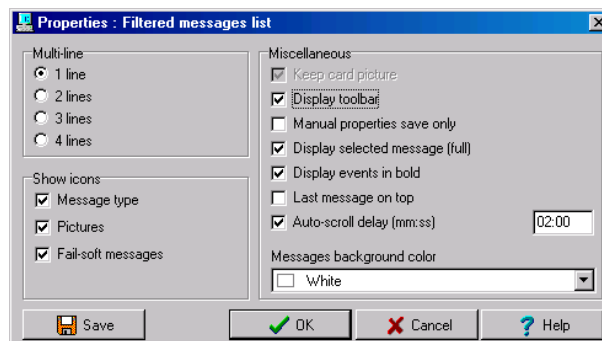 Properties : Filtered messages list
Multi-line
1 line
2 lines
3 lines
4 lines
Show icons
Message type
Pictures
Fail-soft messages
Miscellaneous
Keep card picture
Display toolbar
Manual properties save only
Display selected message (full)
Display events in bold
Last message on top
Auto-scroll delay (mm:ss) 02:00
Messages background color
White
Save OK Cancel Help